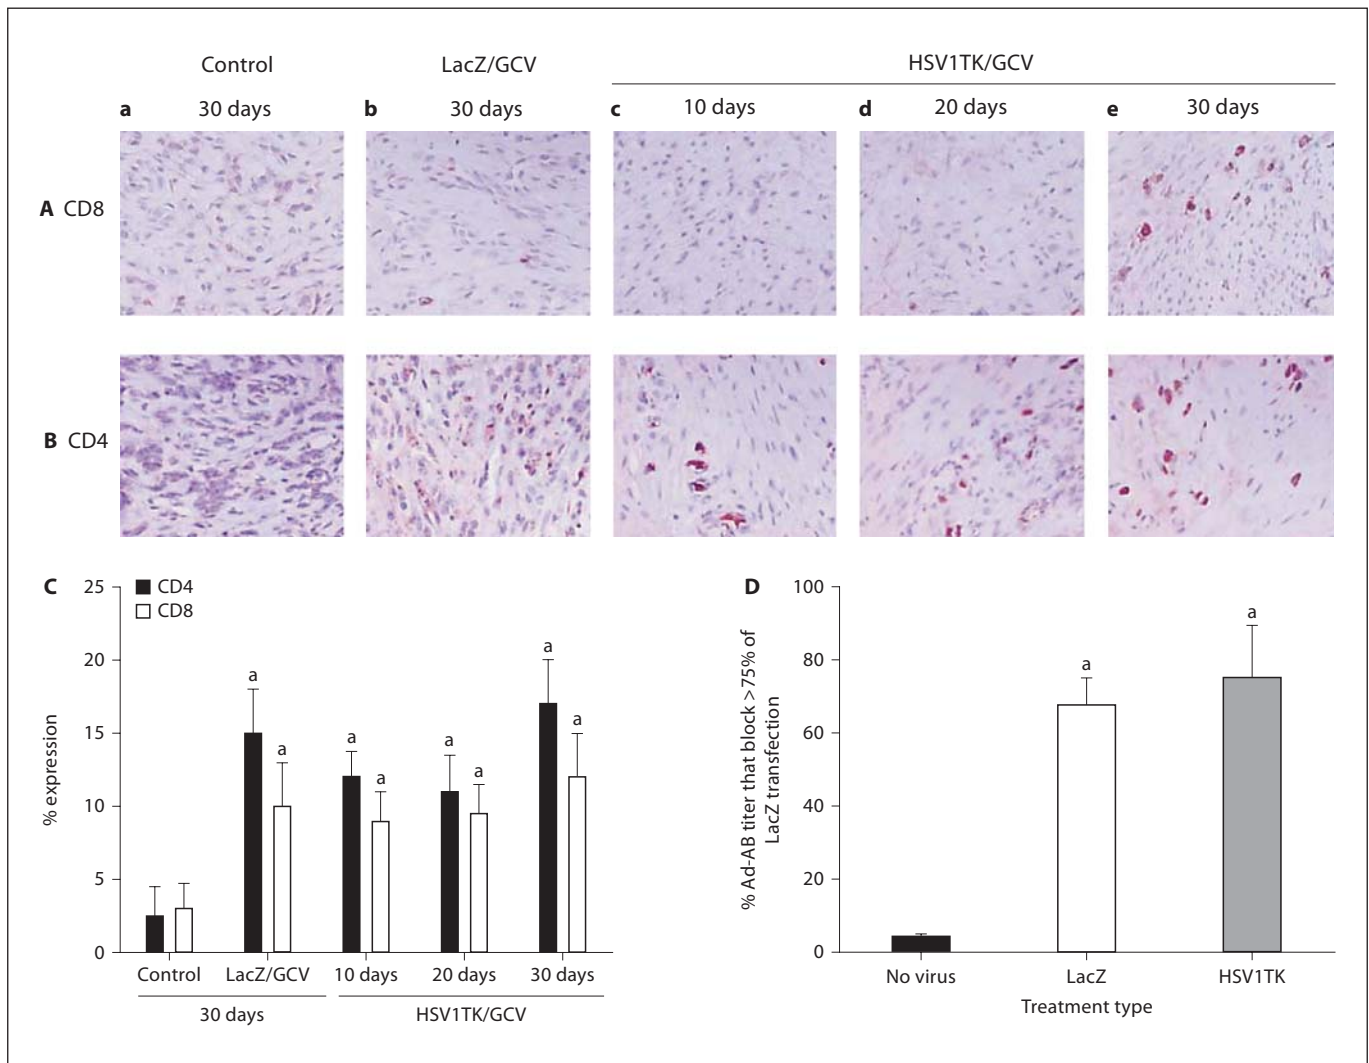 Control LacZ/GCV HSV1TK/GCV
a 30 days b 30 days c 10 days d 20 days e 30 days
A CD8
B CD4
C
CD4
CD8
25
20
15
10
5
0
% expression
a a a a a a a a
Control LacZ/GCV 10 days 20 days 30 days
30 days HSV1TK/GCV
D
100
80
60
40
20
0
% Ad-AB titer that block >75% of
LacZ transfection
a a
No virus LacZ HSV1TK
Treatment type